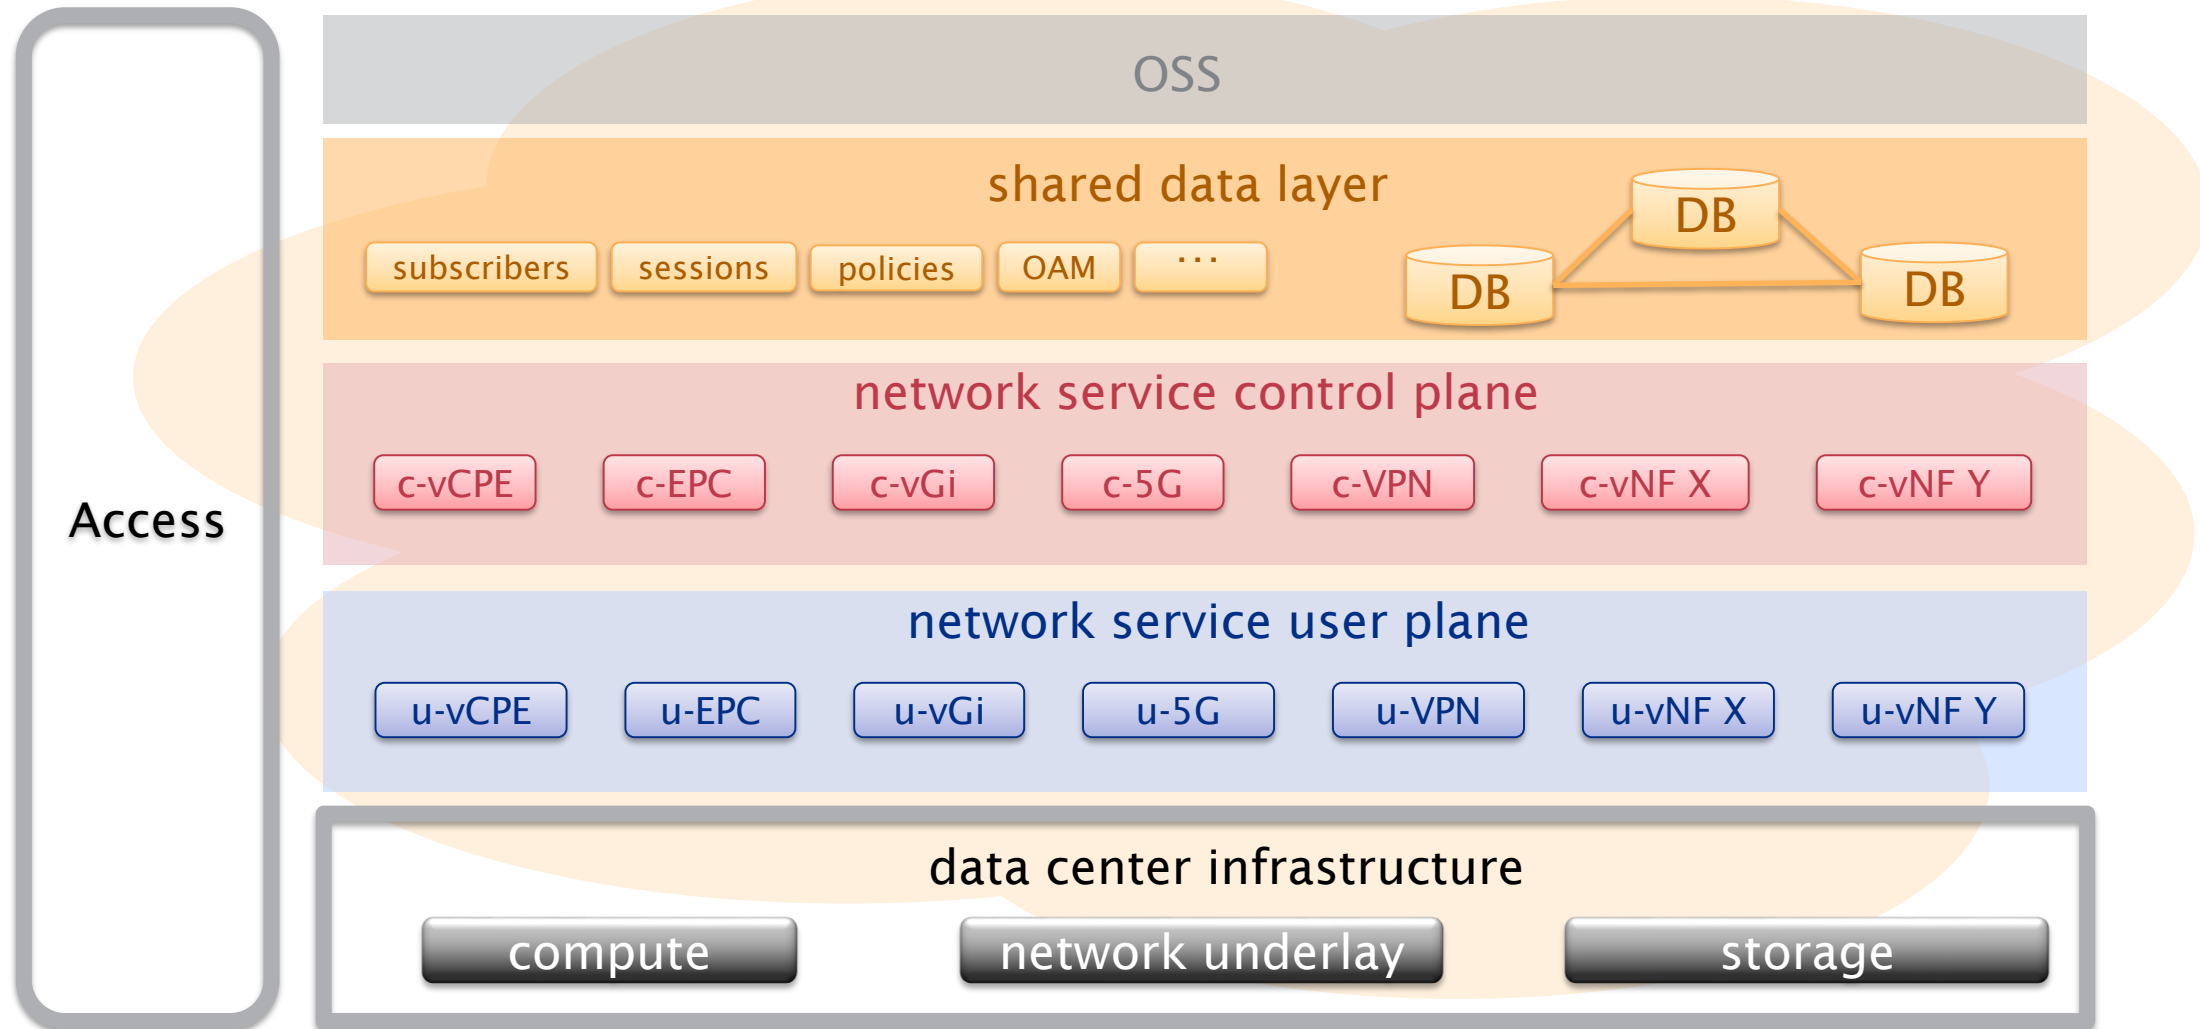 OSS
shared data layer
subscribers
sessions
policies
OAM
...
DB
DB
DB
network service control plane
c-vCPE
c-EPC
c-vGi
c-5G
c-VPN
c-vNF X
c-vNF Y
Access
network service user plane
u-vCPE
u-EPC
u-vGi
u-5G
u-VPN
u-vNF X
u-vNF Y
data center infrastructure
compute
network underlay
storage